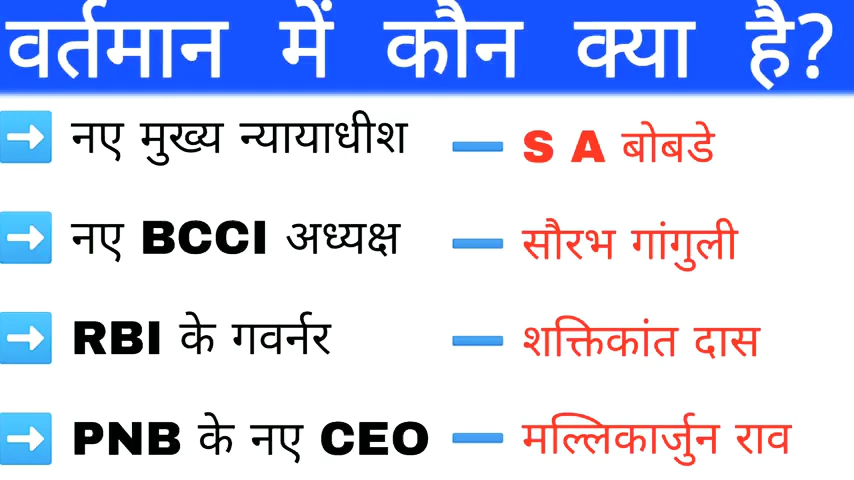 वर्तमान में कौन क्या है?
नए मुख्य न्यायाधीश — S A बोबडे
नए BCCI अध्यक्ष — सौरभ गांगुली
RBI के गवर्नर — शक्तिकांत दास
PNB के नए CEO — मल्लिकार्जुन राव